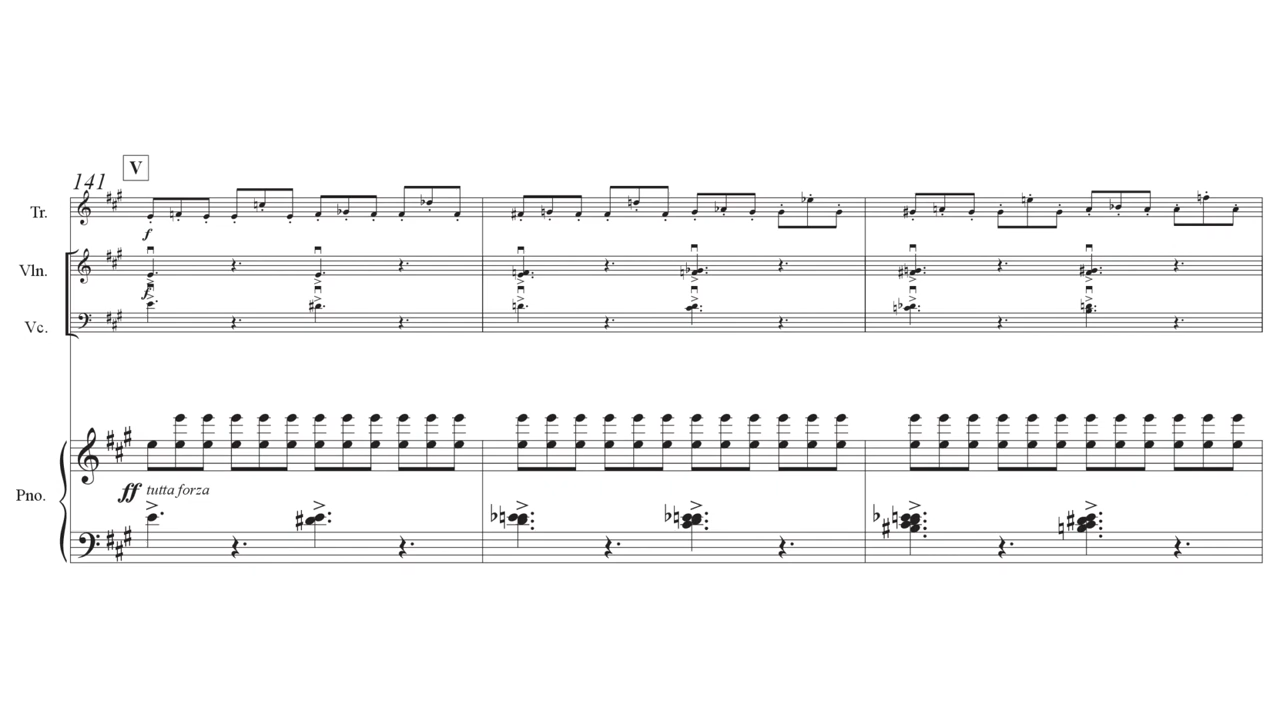 V
141
Tr.
f
Vln.
f
Vc.
Pno.
ff tutta forza